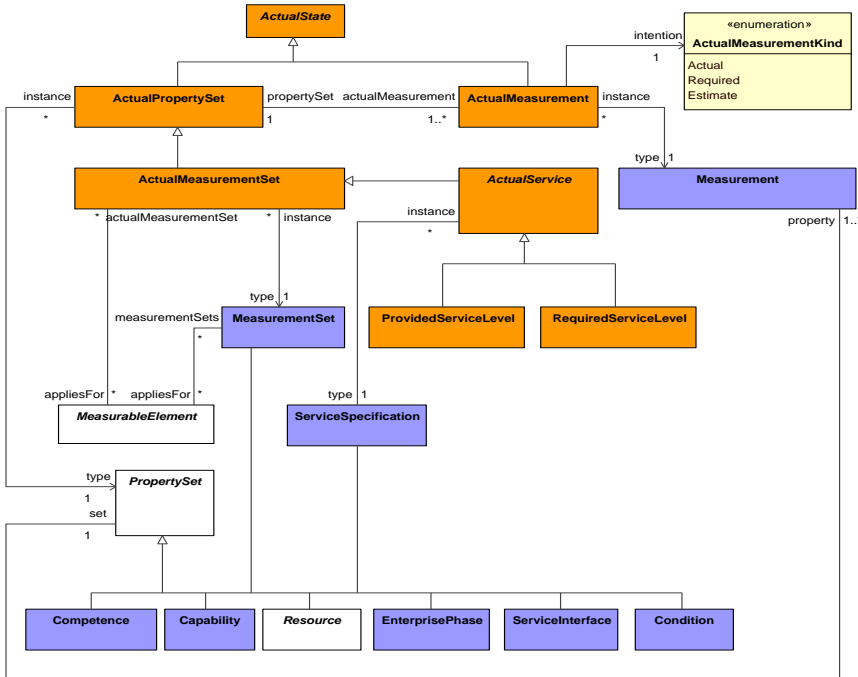 ActualState
«enumeration»
ActualMeasurementKind
Actual
Required
Estimate
intention
1
instance
*
ActualPropertySet
propertySet
1
actualMeasurement
1..*
ActualMeasurement
instance
*
type 1
Measurement
property 1..
ActualMeasurementSet
* actualMeasurementSet
* instance
ActualService
instance
*
type 1
measurementSets
*
MeasurementSet
ProvidedServiceLevel
RequiredServiceLevel
appliesFor *
appliesFor *
MeasurableElement
type 1
ServiceSpecification
type
1
set
1
PropertySet
Competence
Capability
Resource
EnterprisePhase
ServiceInterface
Condition